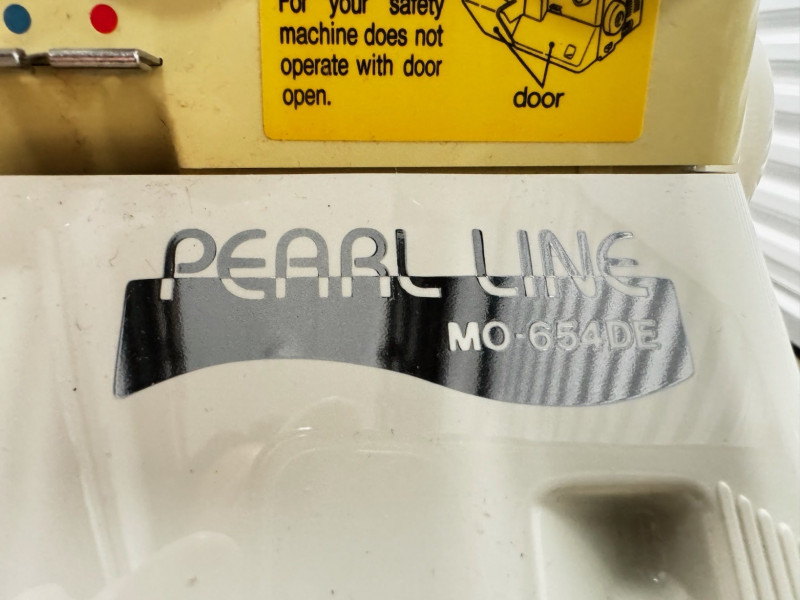 For your safety
machine does not
operate with door
open.
door
PEARL LINE
MO-654DE